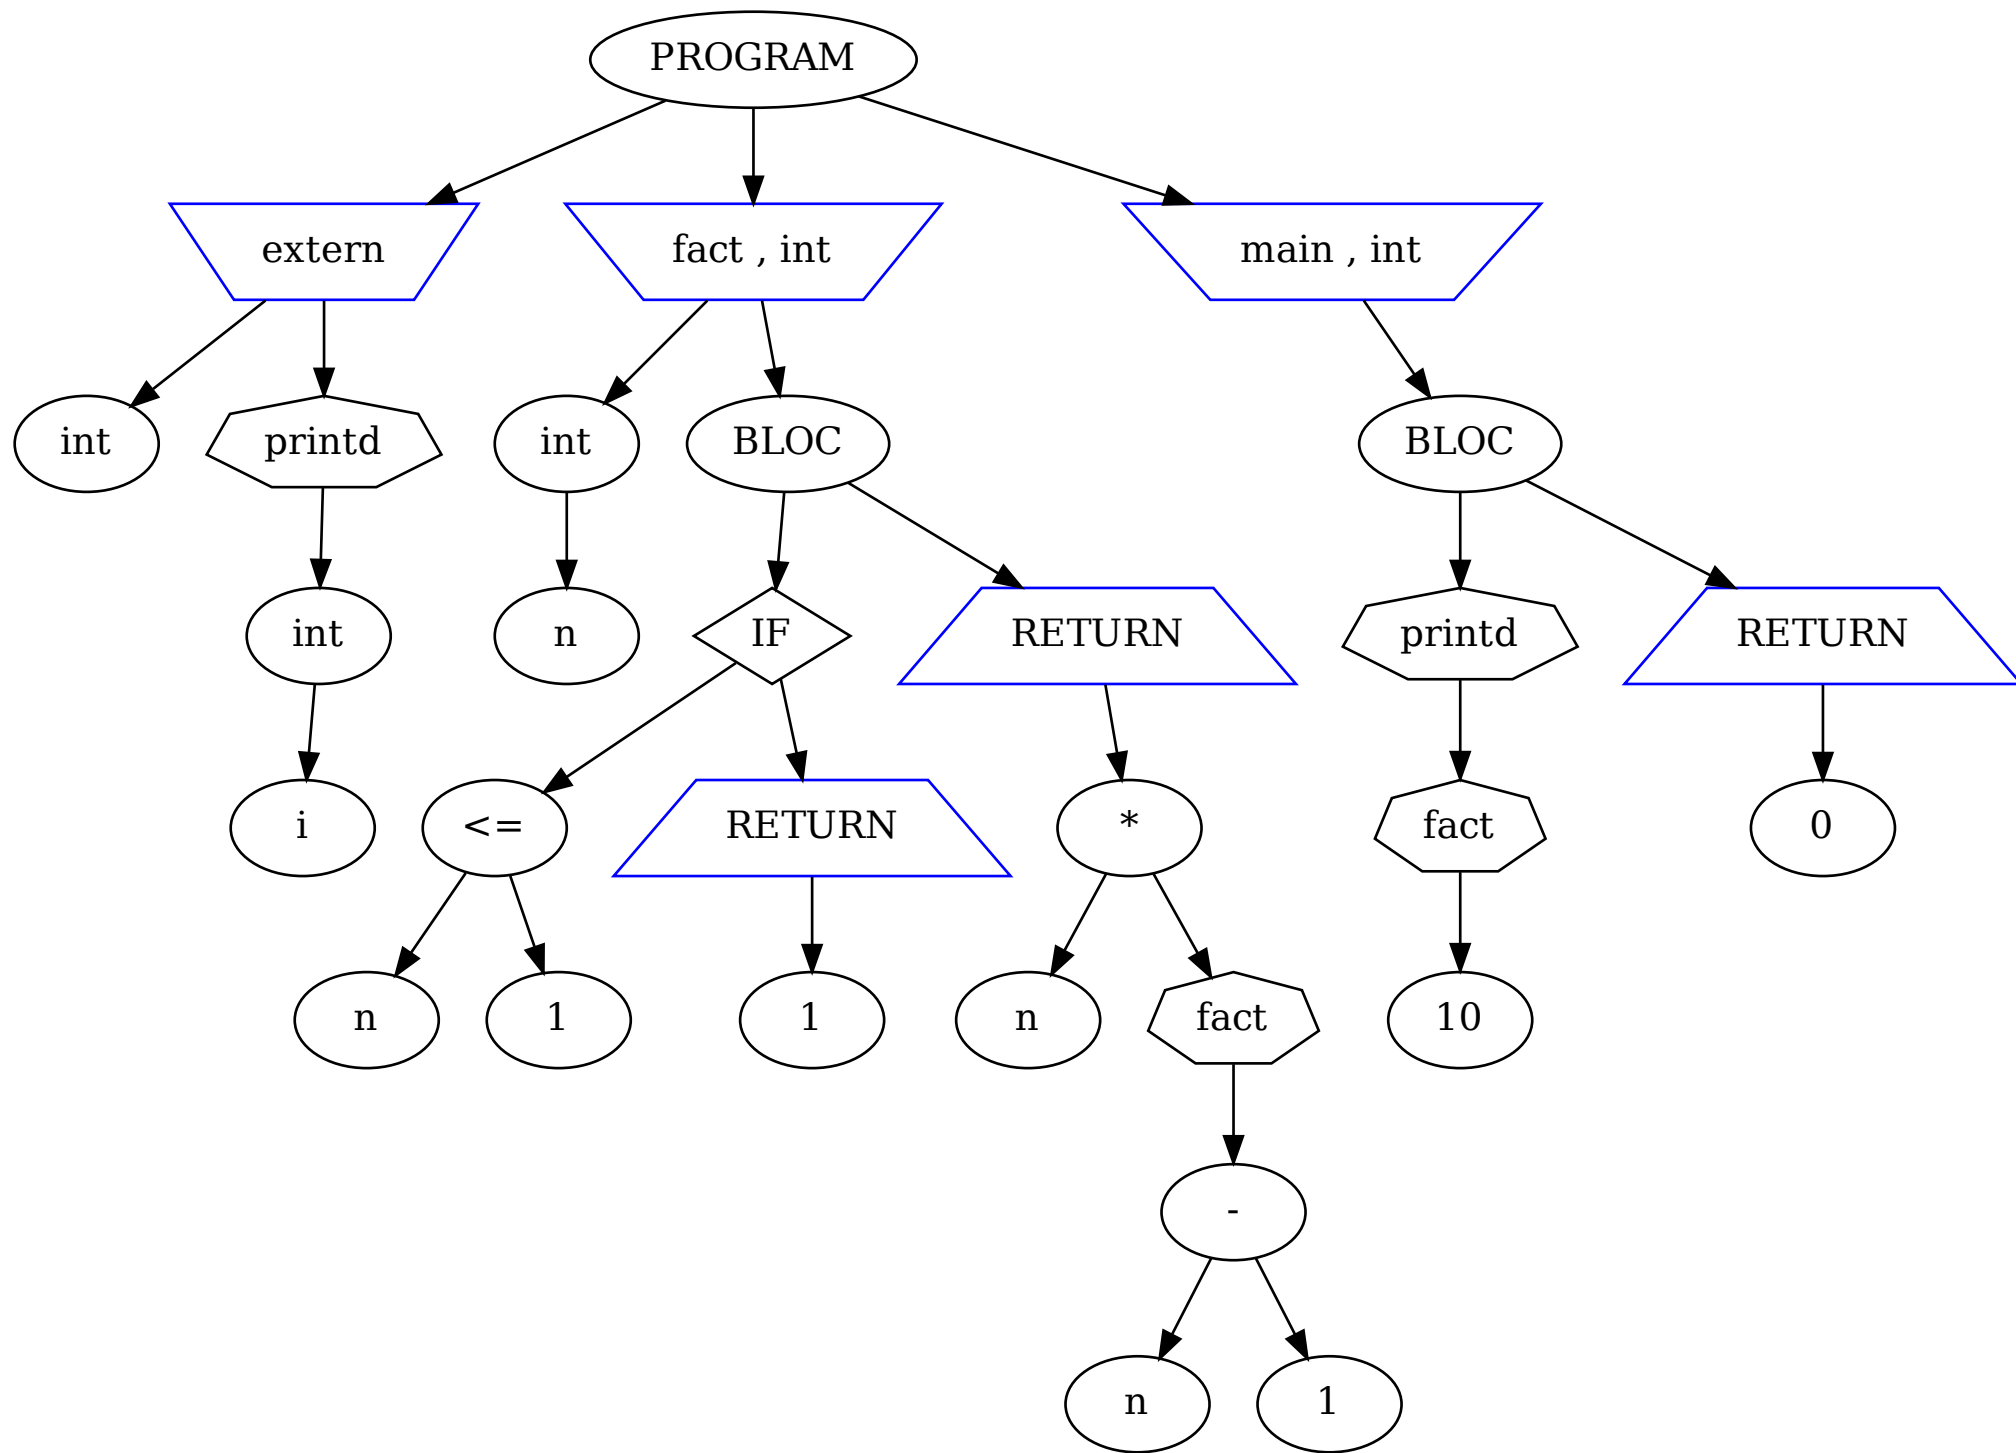 PROGRAM
extern
fact , int
main , int
int
printd
int
BLOC
BLOC
int
n
IF
RETURN
printd
RETURN
i
<=
RETURN
*
fact
0
n
1
1
n
fact
10
-
n
1